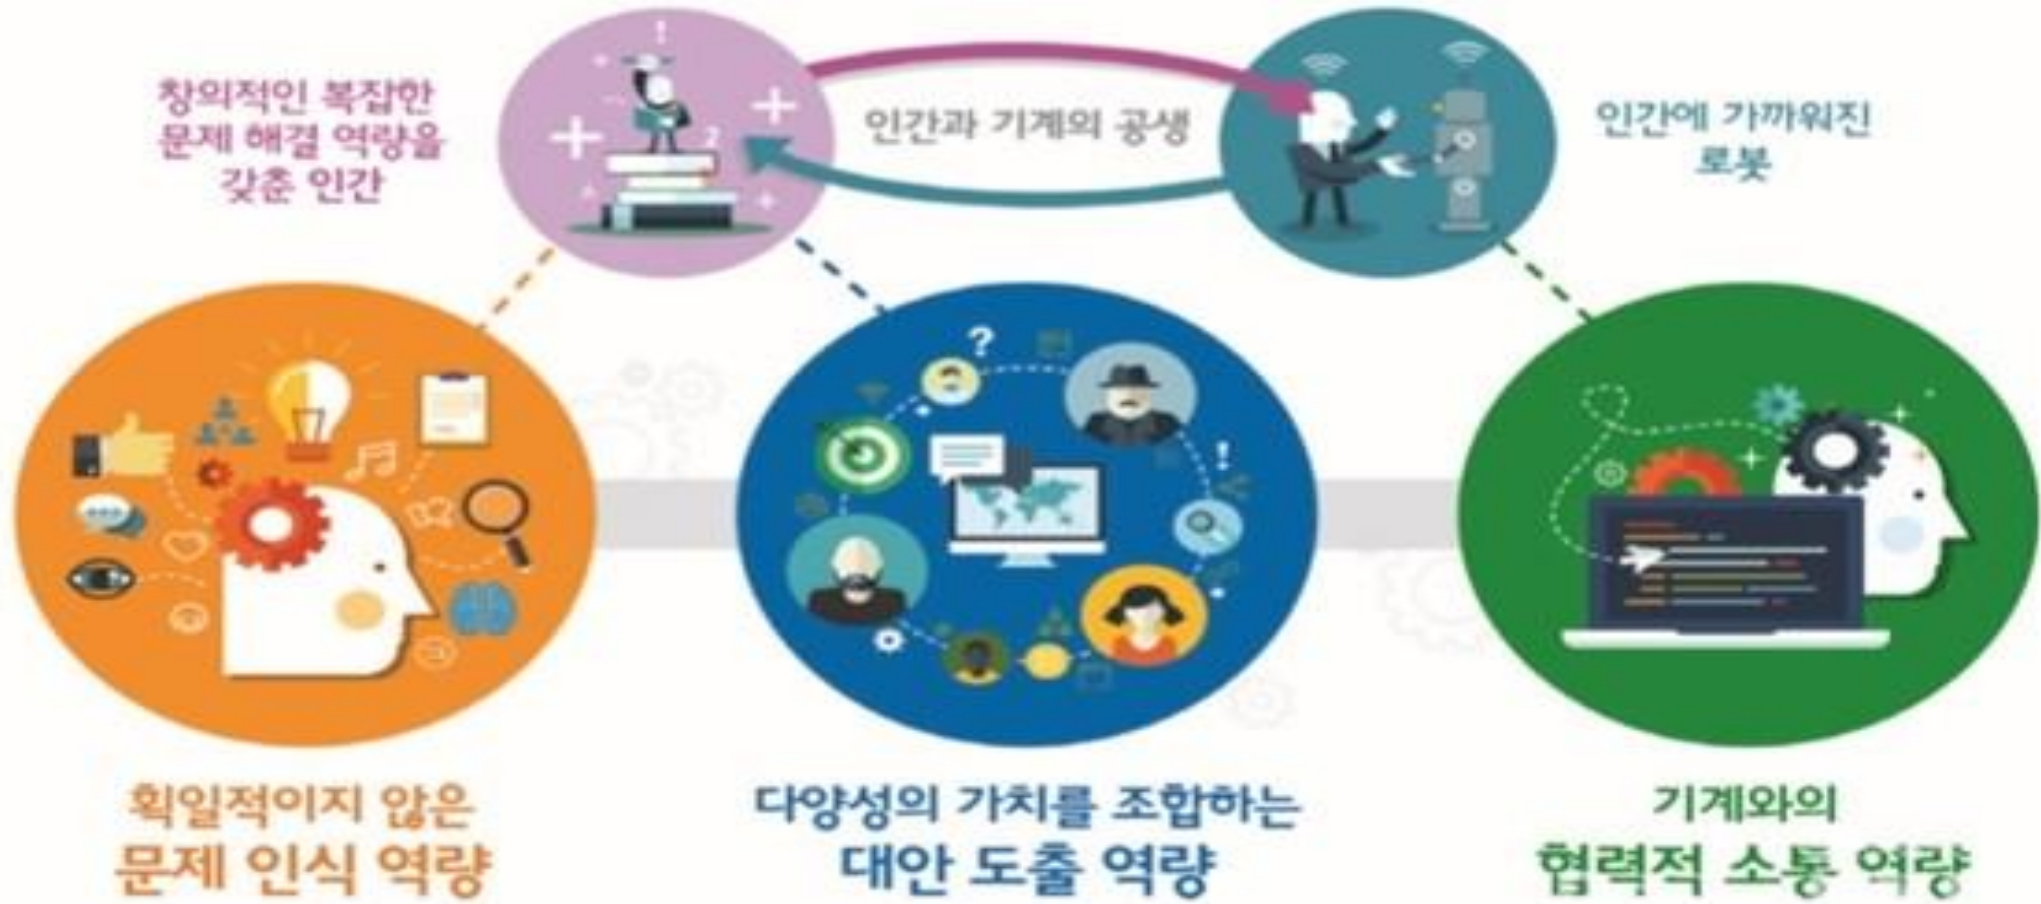 창의적인 복잡한
문제 해결 역량을
갖춘 인간
인간과 기계의 공생
인간에 가까워진
로봇
획일적이지 않은
문제 인식 역량
다양성의 가치를 조합하는
대안 도출 역량
기계와의
협력적 소통 역량